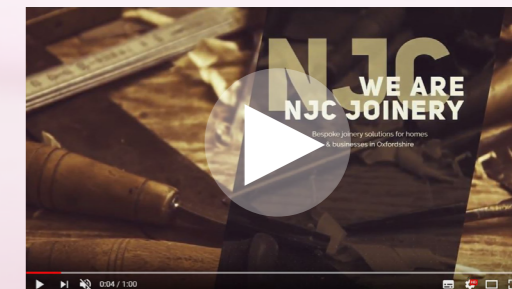 NJC
WE ARE
NJC JOINERY
Bespoke joinery solutions for homes
& businesses in Oxfordshire
0:04 / 1:00